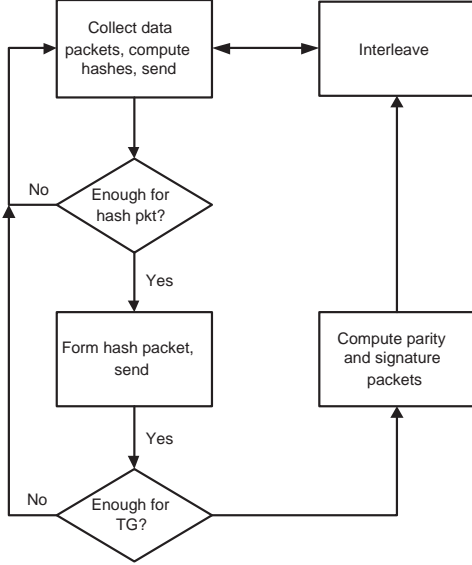 Collect data
packets, compute
hashes, send
Interleave
No
Enough for
hash pkt?
Yes
Form hash packet,
send
Compute parity
and signature
packets
Yes
No
Enough for
TG?